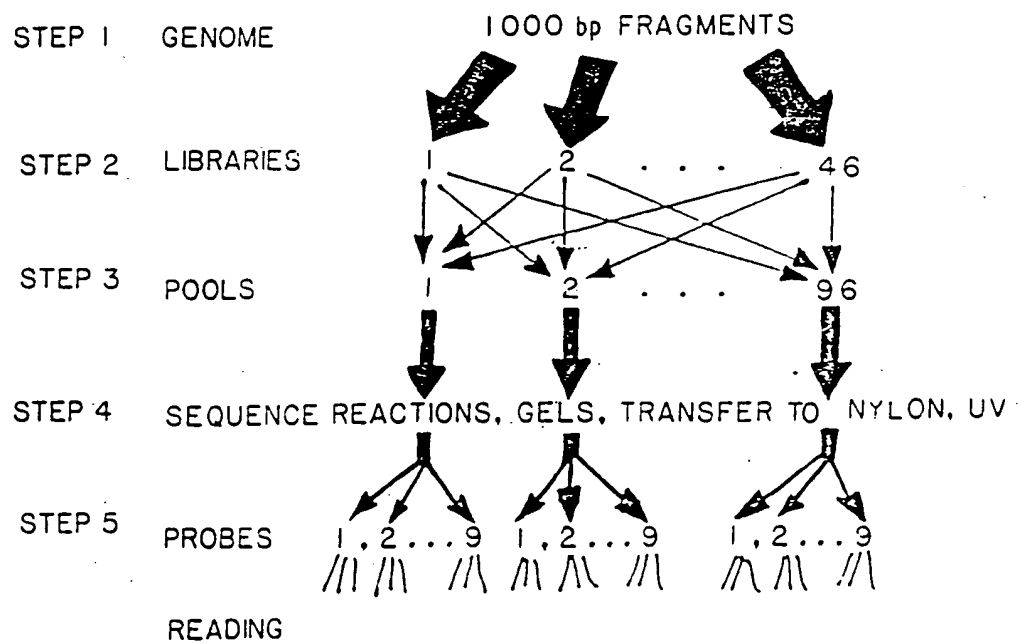 STEP 1 GENOME 1000 bp FRAGMENTS
STEP 2 LIBRARIES 1 2 . . . 46
STEP 3 POOLS 1 2 . . . 96
STEP 4 SEQUENCE REACTIONS, GELS, TRANSFER TO NYLON, UV
STEP 5 PROBES 1,2...9 1,2...9 1,2...9
READING